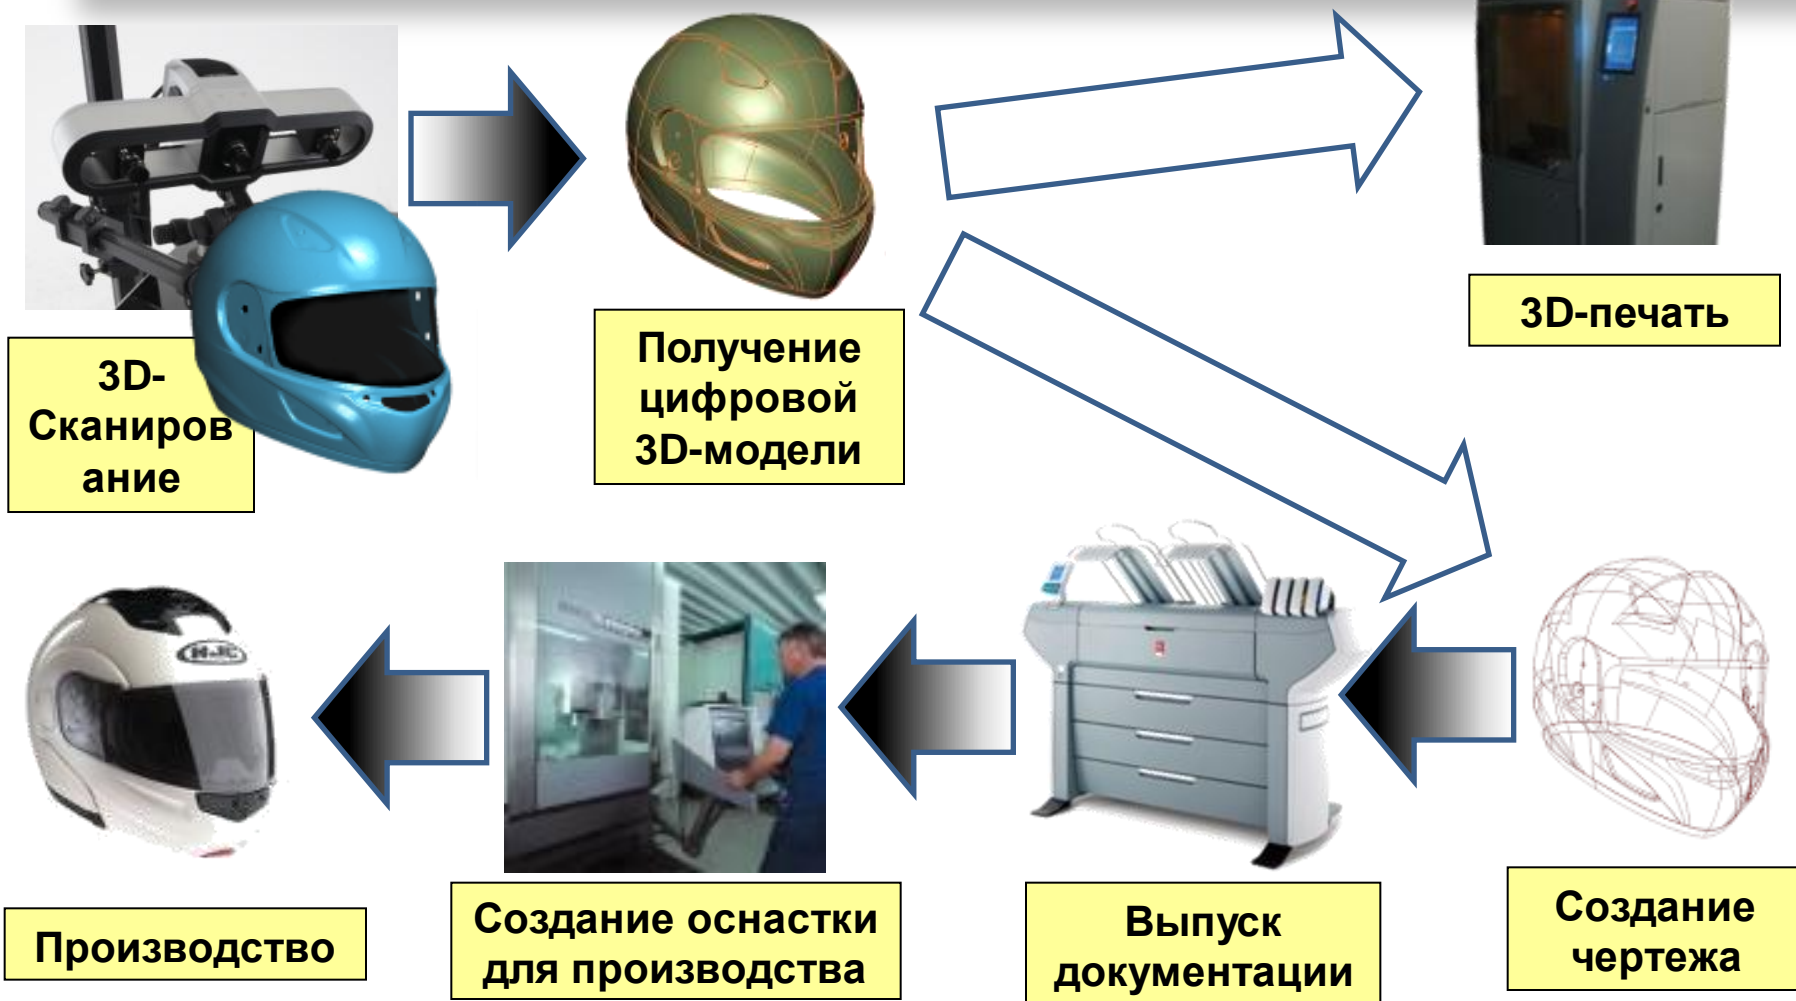 3D-
Сканиров
ание
Получение
цифровой
3D-модели
3D-печать
HJC
Производство
Создание оснастки
для производства
Выпуск
документации
Создание
чертежа